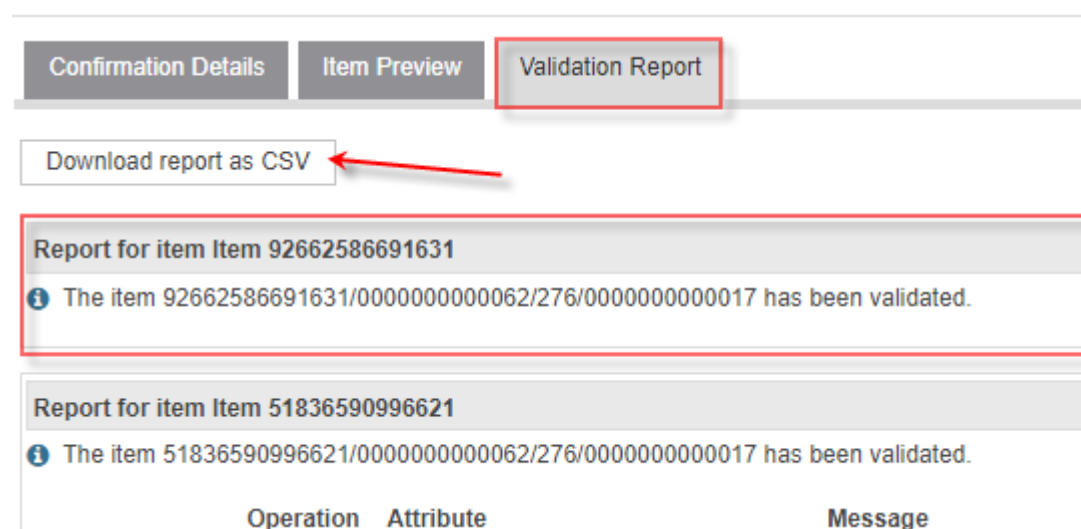 Confirmation Details Item Preview Validation Report
Download report as CSV
Report for item Item 92662586691631
The item 92662586691631/0000000000062/276/0000000000017 has been validated.
Report for item Item 51836590996621
The item 51836590996621/0000000000062/276/0000000000017 has been validated.
Operation Attribute Message